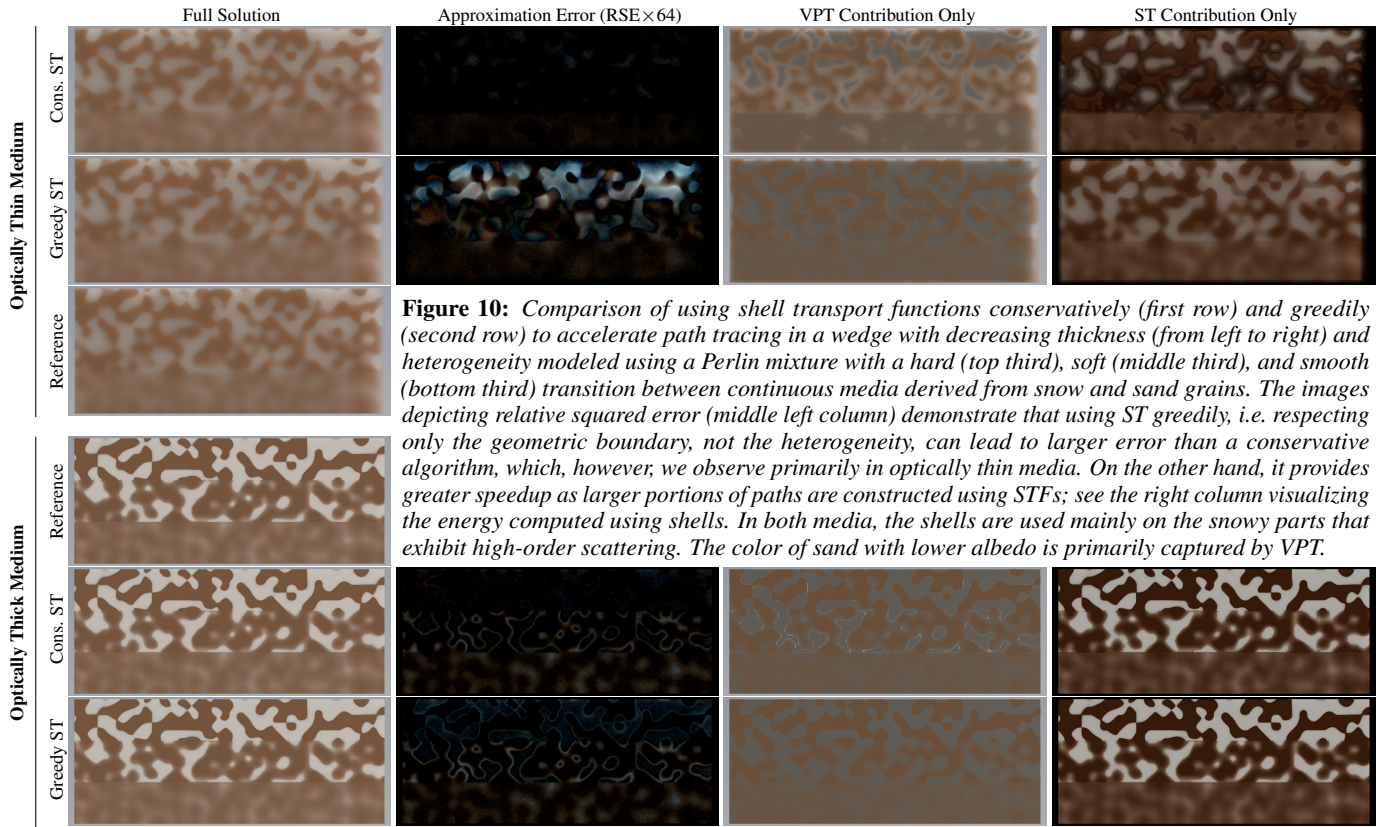 Full Solution
Approximation Error (RSE×64)
VPT Contribution Only
ST Contribution Only
Optically Thin Medium
Cons. ST
Greedy ST
Reference
Figure 10: Comparison of using shell transport functions conservatively (first row) and greedily
(second row) to accelerate path tracing in a wedge with decreasing thickness (from left to right) and
heterogeneity modeled using a Perlin mixture with a hard (top third), soft (middle third), and smooth
(bottom third) transition between continuous media derived from snow and sand grains. The images
depicting relative squared error (middle left column) demonstrate that using ST greedily, i.e. respecting
only the geometric boundary, not the heterogeneity, can lead to larger error than a conservative
algorithm, which, however, we observe primarily in optically thin media. On the other hand, it provides
greater speedup as larger portions of paths are constructed using STFs; see the right column visualizing
the energy computed using shells. In both media, the shells are used mainly on the snowy parts that
exhibit high-order scattering. The color of sand with lower albedo is primarily captured by VPT.
Optically Thick Medium
Reference
Cons. ST
Greedy ST